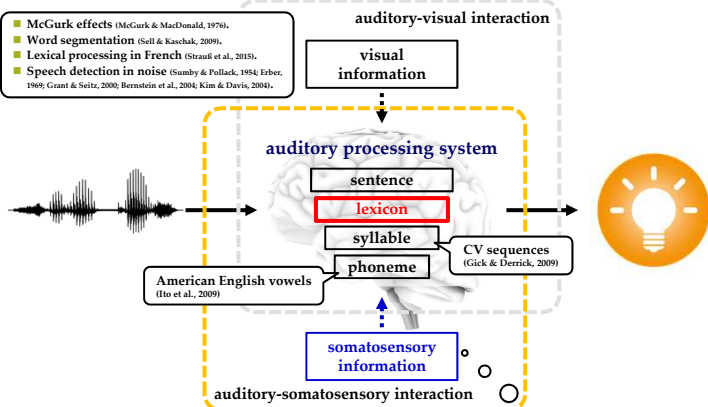 McGurk effects (McGurk & MacDonald, 1976).
Word segmentation (Sell & Kaschak, 2009).
Lexical processing in French (Strauß et al., 2015).
Speech detection in noise (Sumby & Pollack, 1954; Erber,
1969; Grant & Seitz, 2000; Bernstein et al., 2004; Kim & Davis, 2004).
auditory-visual interaction
visual
information
auditory processing system
sentence
lexicon
syllable
CV sequences
(Gick & Derrick, 2009)
phoneme
American English vowels
(Ito et al., 2009)
somatosensory
information
auditory-somatosensory interaction